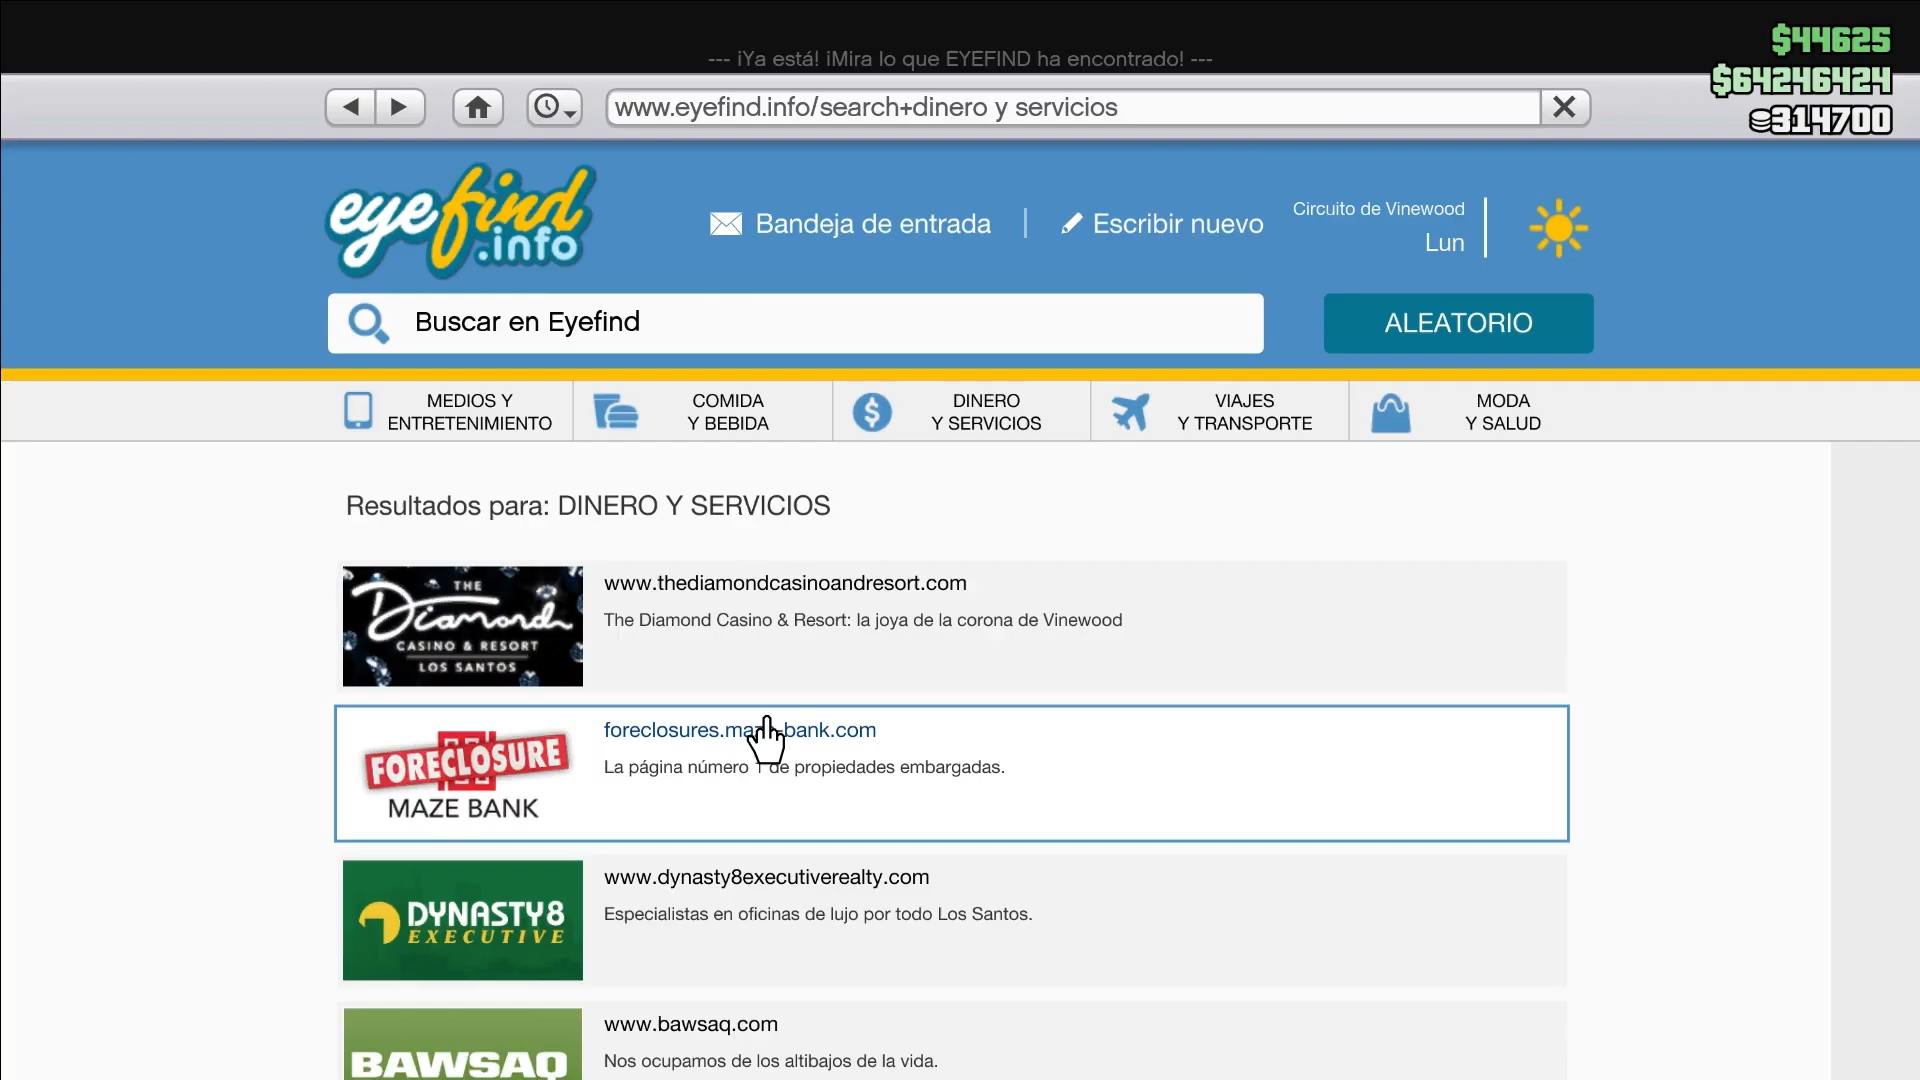 --- ¡Ya está! ¡Mira lo que EYEFIND ha encontrado! ---
$44625
$64246424
314700
www.eyefind.info/search+dinero y servicios
eyefind
.info
Bandeja de entrada
Escribir nuevo
Circuito de Vinewood
Lun
Buscar en Eyefind
ALEATORIO
MEDIOS Y
ENTRETENIMIENTO
COMIDA
Y BEBIDA
DINERO
Y SERVICIOS
VIAJES
Y TRANSPORTE
MODA
Y SALUD
Resultados para: DINERO Y SERVICIOS
THE
Diamond
CASINO & RESORT
LOS SANTOS
www.thediamondcasinoandresort.com
The Diamond Casino & Resort: la joya de la corona de Vinewood
FORECLOSURE
MAZE BANK
foreclosures.maze-bank.com
La página número 1 de propiedades embargadas.
DYNASTY8
EXECUTIVE
www.dynasty8executiverealty.com
Especialistas en oficinas de lujo por todo Los Santos.
BAWSAQ
www.bawsaq.com
Nos ocupamos de los altibajos de la vida.